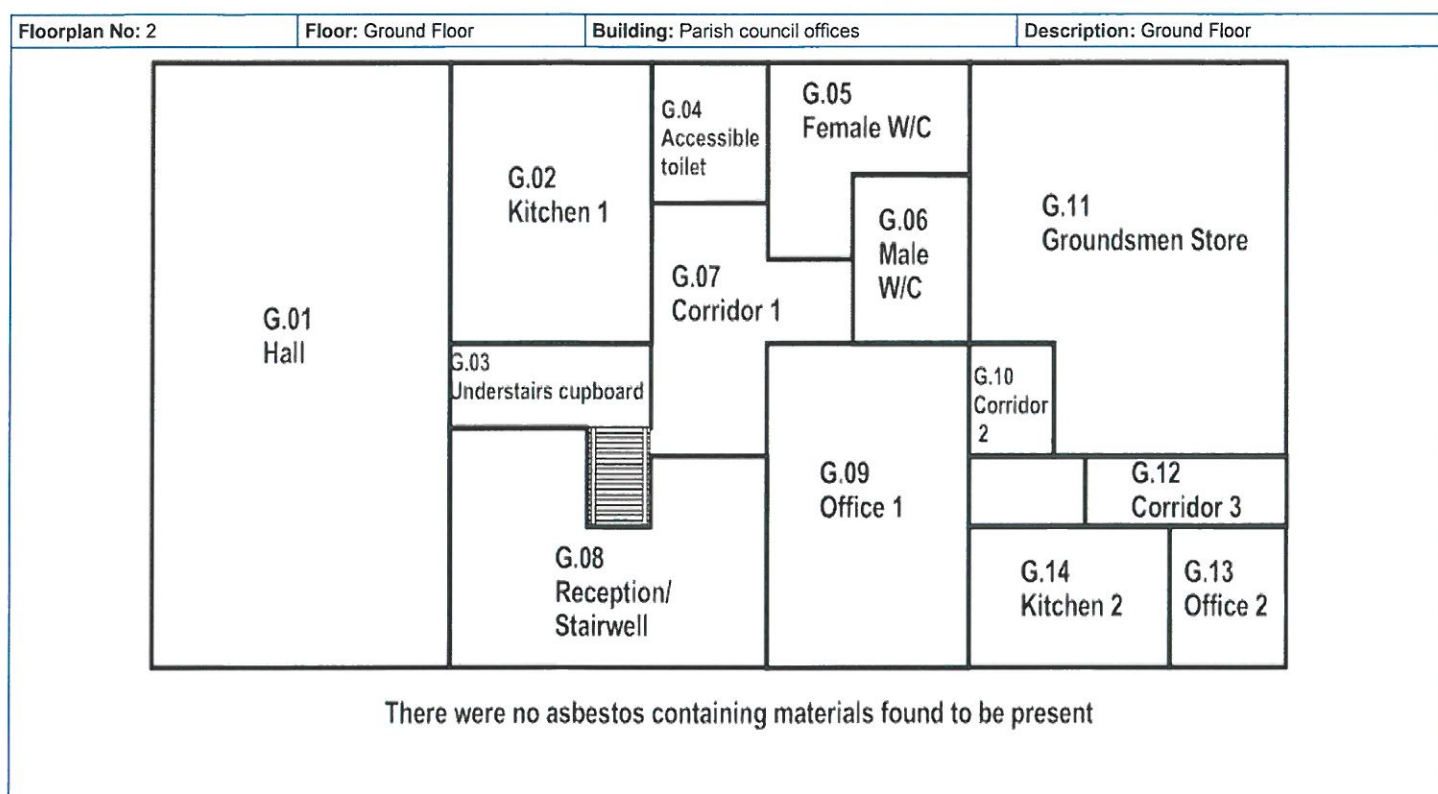 Floorplan No: 2
Floor: Ground Floor
Building: Parish council offices
Description: Ground Floor
G.01
Hall
G.02
Kitchen 1
G.03
Understairs cupboard
G.04
Accessible
toilet
G.05
Female W/C
G.06
Male
W/C
G.07
Corridor 1
G.08
Reception/
Stairwell
G.09
Office 1
G.10
Corridor
2
G.11
Groundsmen Store
G.12
Corridor 3
G.14
Kitchen 2
G.13
Office 2
There were no asbestos containing materials found to be present